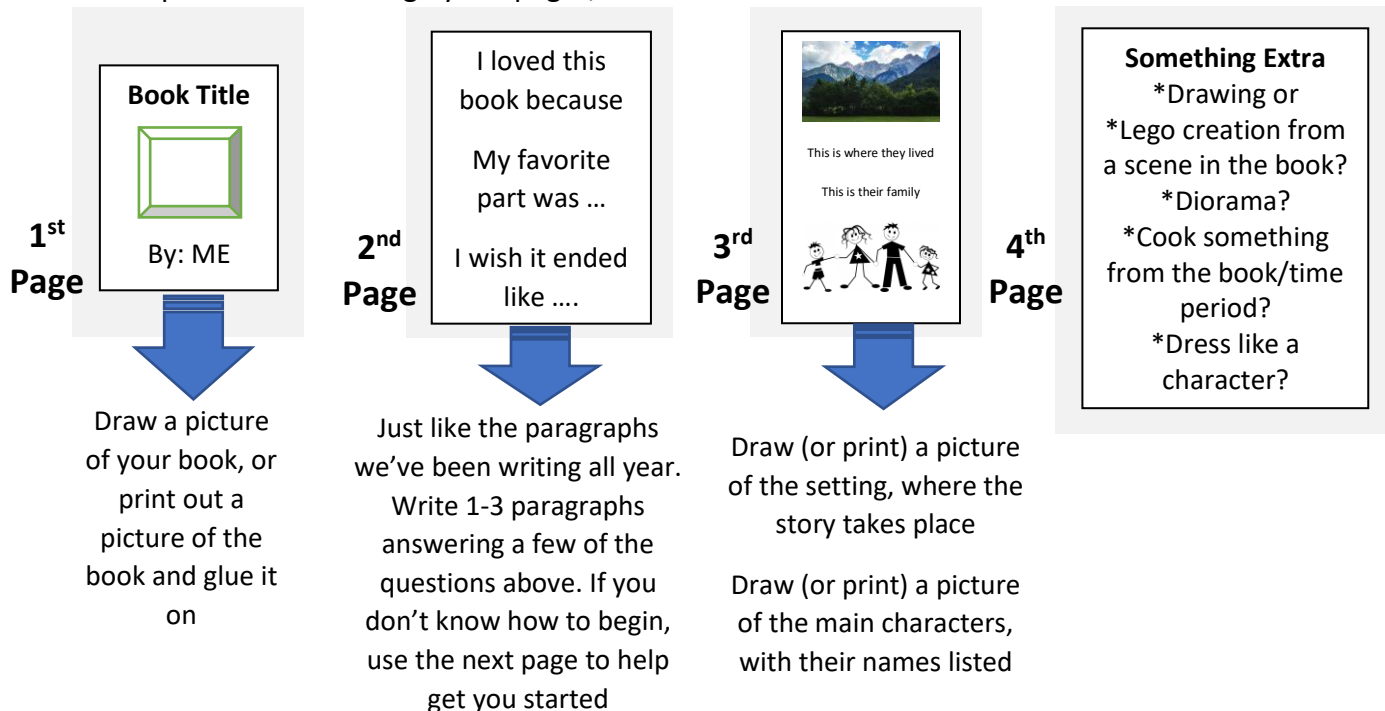 Book Title
By: ME
1st
Page
Draw a picture
of your book, or
print out a
picture of the
book and glue it
on
I loved this
book because
My favorite
part was …
I wish it ended
like ….
2nd
Page
Just like the paragraphs
we’ve been writing all year.
Write 1-3 paragraphs
answering a few of the
questions above. If you
don’t know how to begin,
use the next page to help
get you started
This is where they lived
This is their family
3rd
Page
Draw (or print) a picture
of the setting, where the
story takes place
Draw (or print) a picture
of the main characters,
with their names listed
4th
Page
Something Extra
*Drawing or
*Lego creation from
a scene in the book?
*Diorama?
*Cook something
from the book/time
period?
*Dress like a
character?